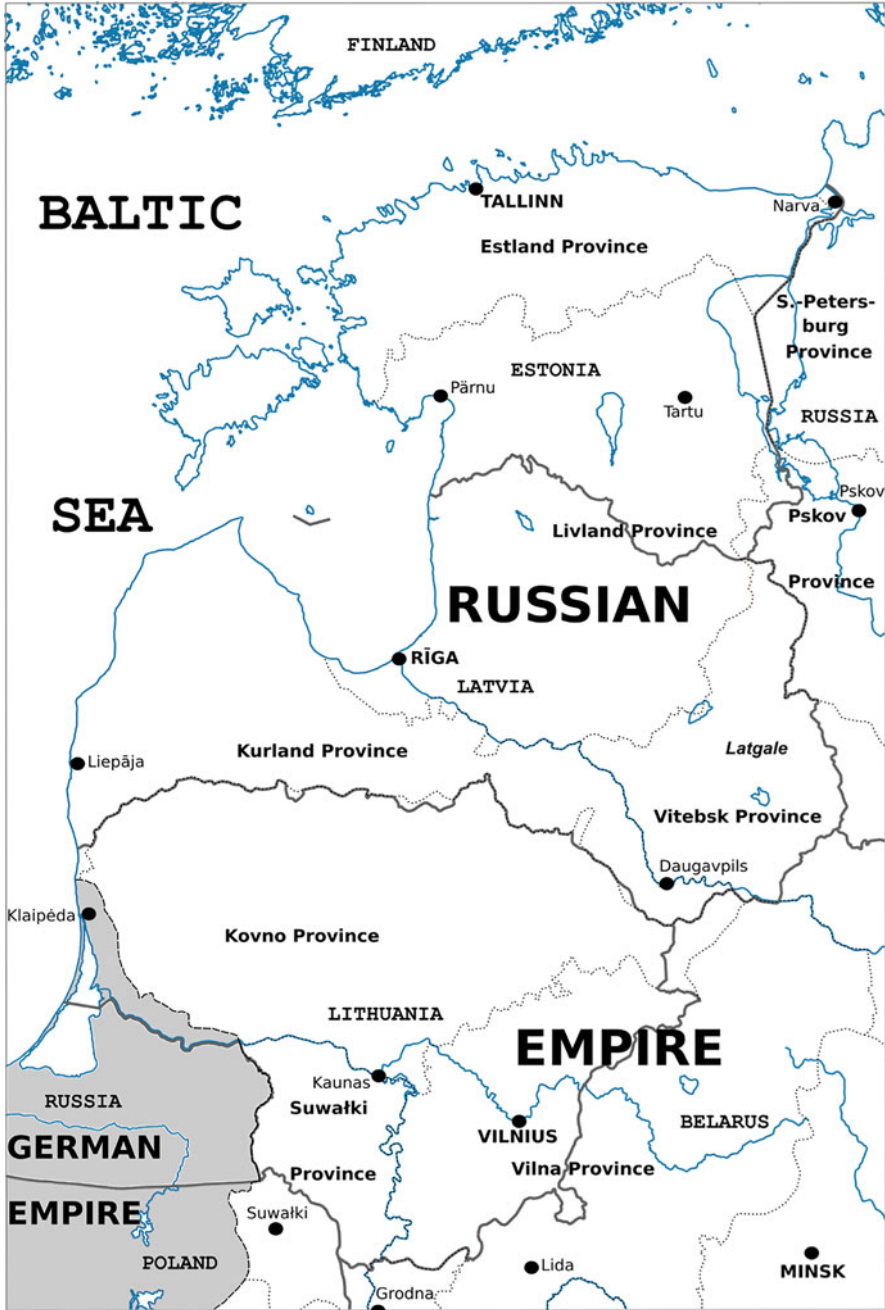 FINLAND
BALTIC
TALLINN
Narva
Estland Province
S.-Peters-
burg
Province
ESTONIA
Pärnu
Tartu
RUSSIA
SEA
Pskov
Pskov
Livland Province
Province
RUSSIAN
RĪGA
LATVIA
Kurland Province
Latgale
Liepāja
Vitebsk Province
Daugavpils
Klaipėda
Kovno Province
LITHUANIA
EMPIRE
Kaunas
RUSSIA
Suwałki
BELARUS
GERMAN
VILNIUS
Province
Vilna Province
EMPIRE
Suwałki
POLAND
Lida
MINSK
Grodna